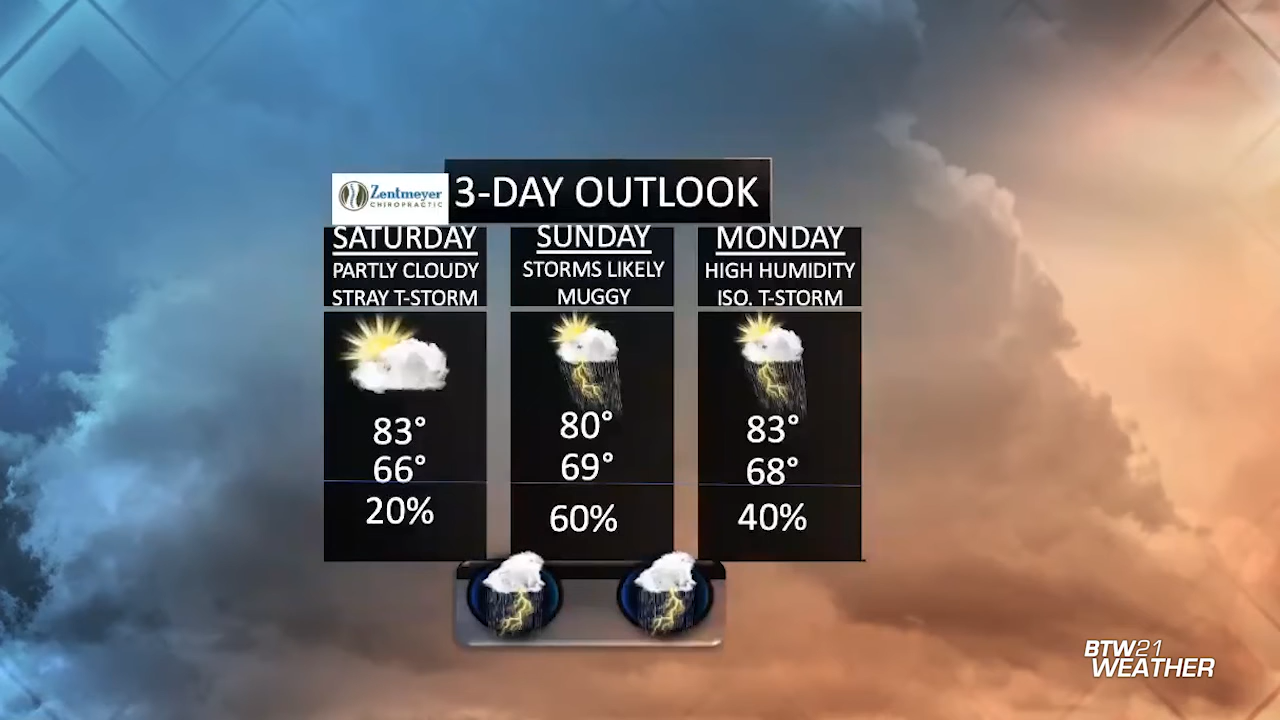 Zentmeyer
CHIROPRACTIC
3-DAY OUTLOOK
SATURDAY
PARTLY CLOUDY
STRAY T-STORM
83°
66°
20%
SUNDAY
STORMS LIKELY
MUGGY
80°
69°
60%
MONDAY
HIGH HUMIDITY
ISO. T-STORM
83°
68°
40%
BTW21
WEATHER